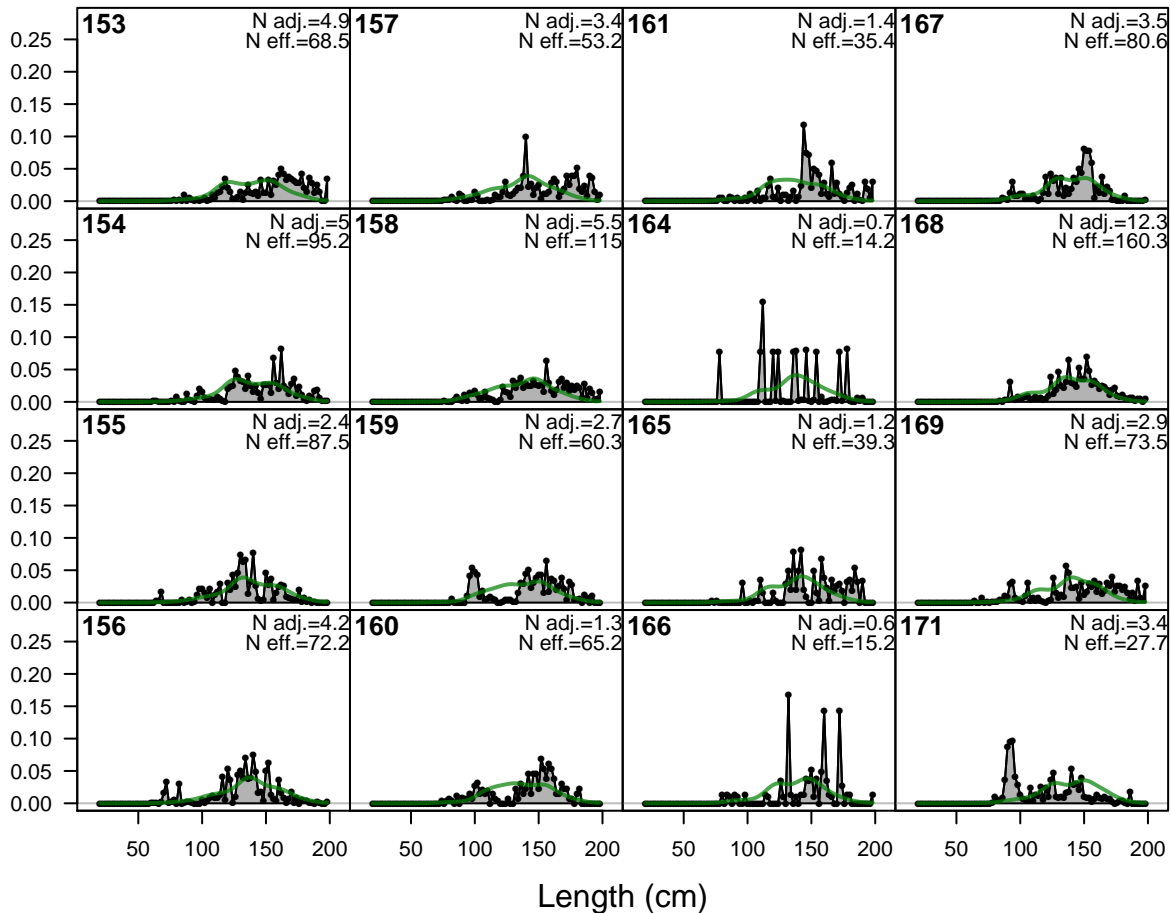 153
N adj.=4.9
N eff.=68.5
157
N adj.=3.4
N eff.=53.2
161
N adj.=1.4
N eff.=35.4
167
N adj.=3.5
N eff.=80.6
0.25
0.20
0.15
0.10
0.05
0.00
154
N adj.=5
N eff.=95.2
158
N adj.=5.5
N eff.=115
164
N adj.=0.7
N eff.=14.2
168
N adj.=12.3
N eff.=160.3
0.25
0.20
0.15
0.10
0.05
0.00
155
N adj.=2.4
N eff.=87.5
159
N adj.=2.7
N eff.=60.3
165
N adj.=1.2
N eff.=39.3
169
N adj.=2.9
N eff.=73.5
0.25
0.20
0.15
0.10
0.05
0.00
156
N adj.=4.2
N eff.=72.2
160
N adj.=1.3
N eff.=65.2
166
N adj.=0.6
N eff.=15.2
171
N adj.=3.4
N eff.=27.7
0.25
0.20
0.15
0.10
0.05
0.00
50 100 150 200 50 100 150 200 50 100 150 200 50 100 150 200
Length (cm)